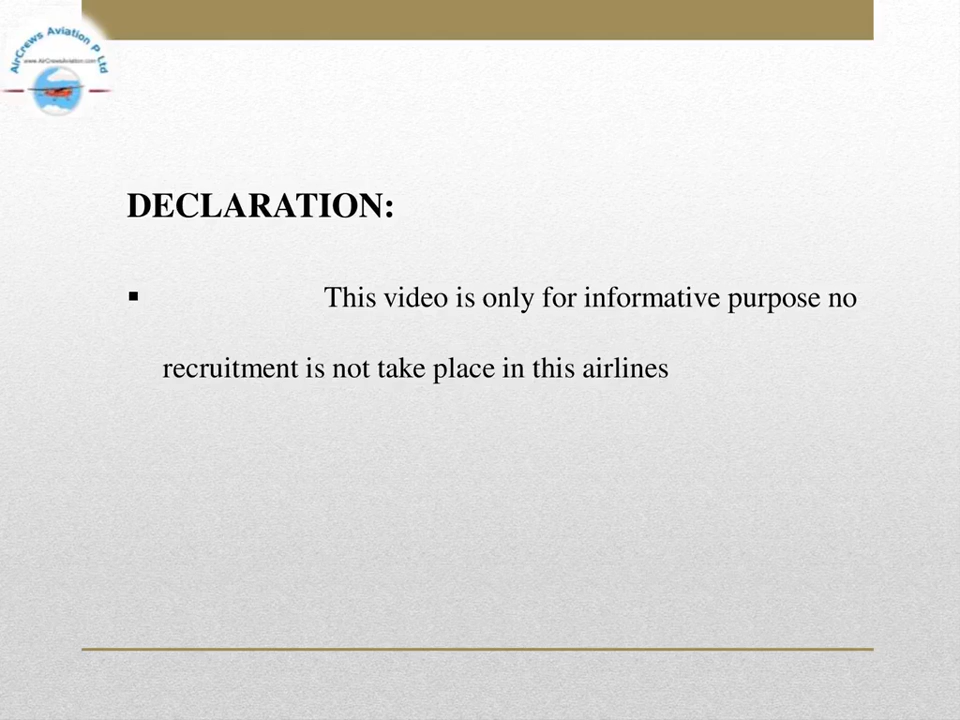 AirCrews Aviation P Ltd
www.AirCrewsAviation.com
DECLARATION:
▪ This video is only for informative purpose no
recruitment is not take place in this airlines